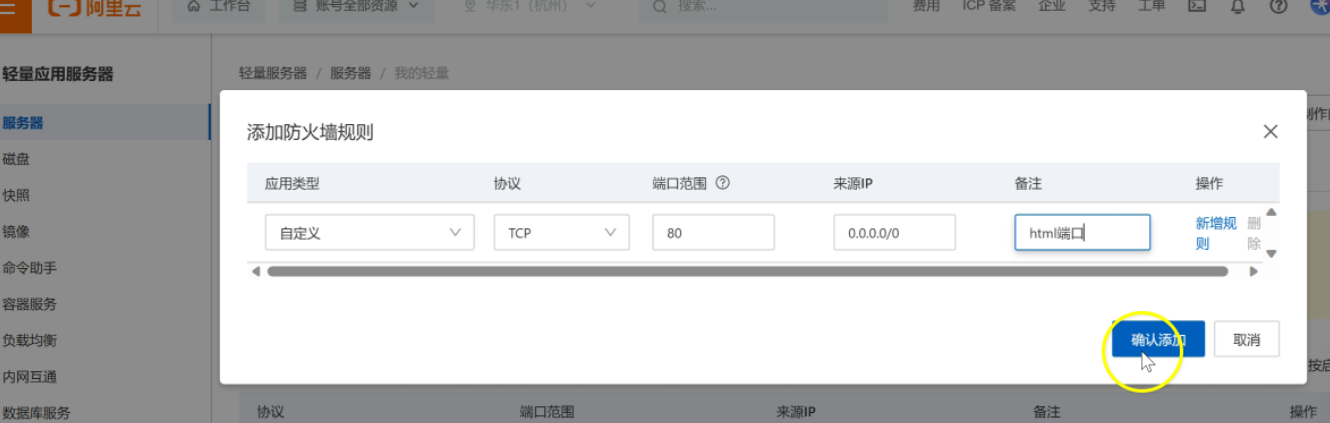 阿里云 工作台 账号全部资源 华东1（杭州） 搜索... 费用 ICP 备案 企业 支持 工单
轻量应用服务器
轻量服务器 / 服务器 / 我的轻量
服务器
磁盘
快照
镜像
命令助手
容器服务
负载均衡
内网互通
数据库服务
制作
添加防火墙规则
应用类型 协议 端口范围 来源IP 备注 操作
自定义 TCP 80 0.0.0.0/0 html端口 新增规则 删除
确认添加 取消
协议 端口范围 来源IP 备注 操作